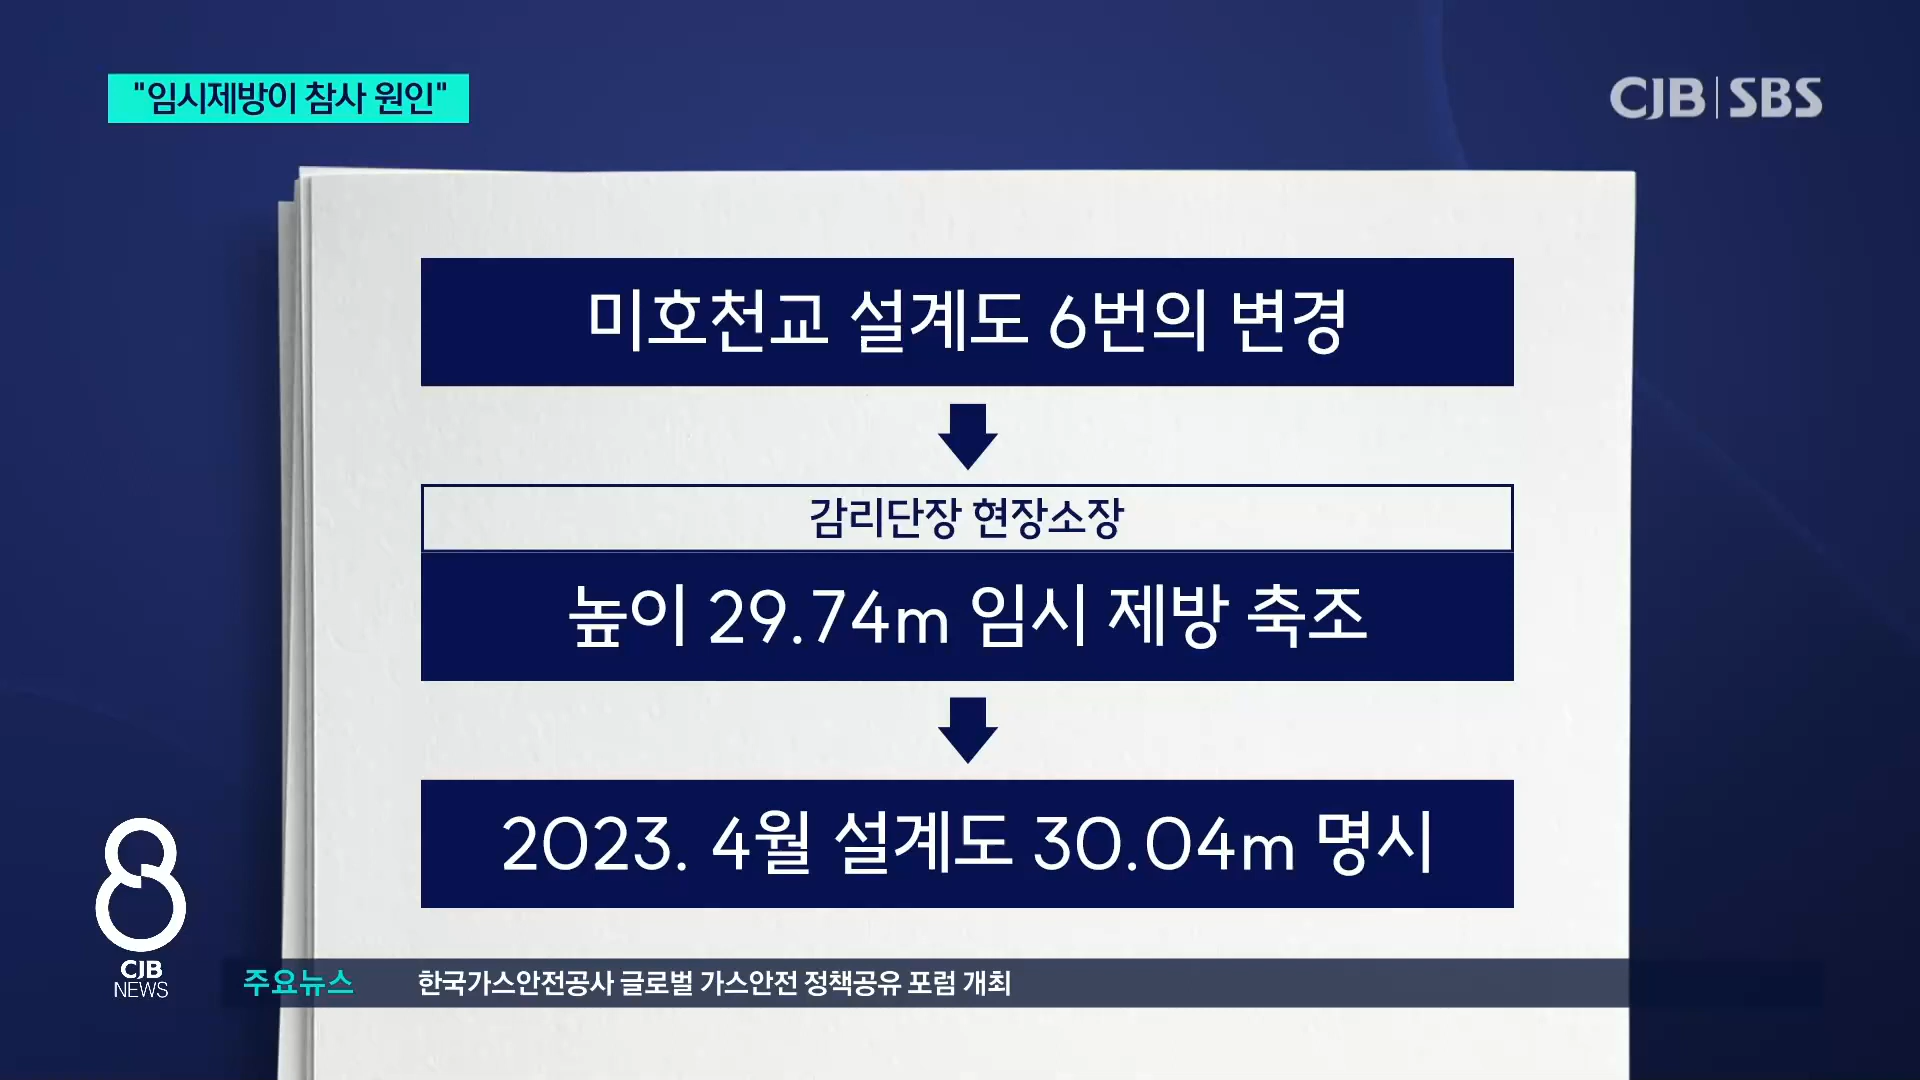 "임시제방이 참사 원인"
CJB SBS
미호천교 설계도 6번의 변경
감리단장 현장소장
높이 29.74m 임시 제방 축조
2023. 4월 설계도 30.04m 명시
8
CJB
NEWS
주요뉴스 한국가스안전공사 글로벌 가스안전 정책공유 포럼 개최